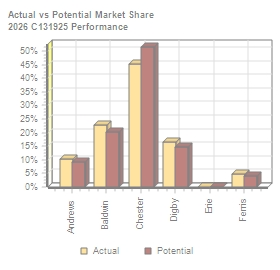 Actual vs Potential Market Share
2026 C131925 Performance
50%
45%
40%
35%
30%
25%
20%
15%
10%
5%
0%
Andrews
Baldwin
Chester
Digby
Erie
Ferris
Actual
Potential